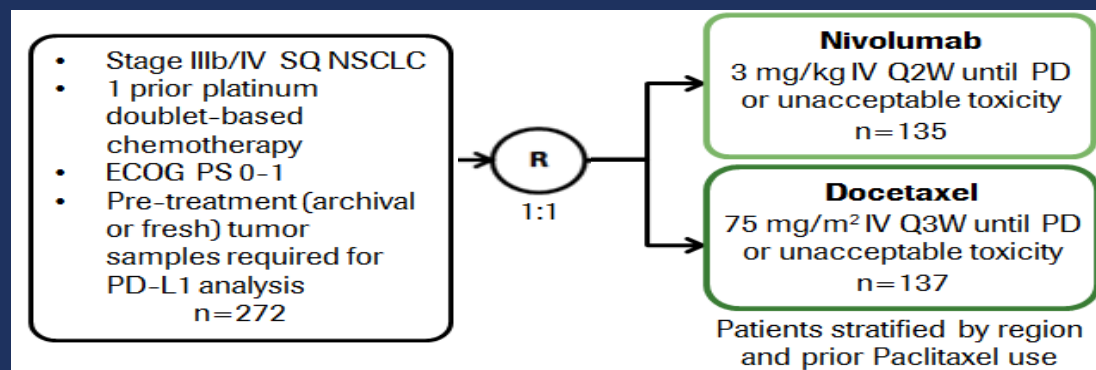 • Stage IIIb/IV SQ NSCLC
• 1 prior platinum
doublet-based
chemotherapy
• ECOG PS 0-1
• Pre-treatment (archival
or fresh) tumor
samples required for
PD-L1 analysis
n=272
R
1:1
Nivolumab
3 mg/kg IV Q2W until PD
or unacceptable toxicity
n=135
Docetaxel
75 mg/m² IV Q3W until PD
or unacceptable toxicity
n=137
Patients stratified by region
and prior Paclitaxel use